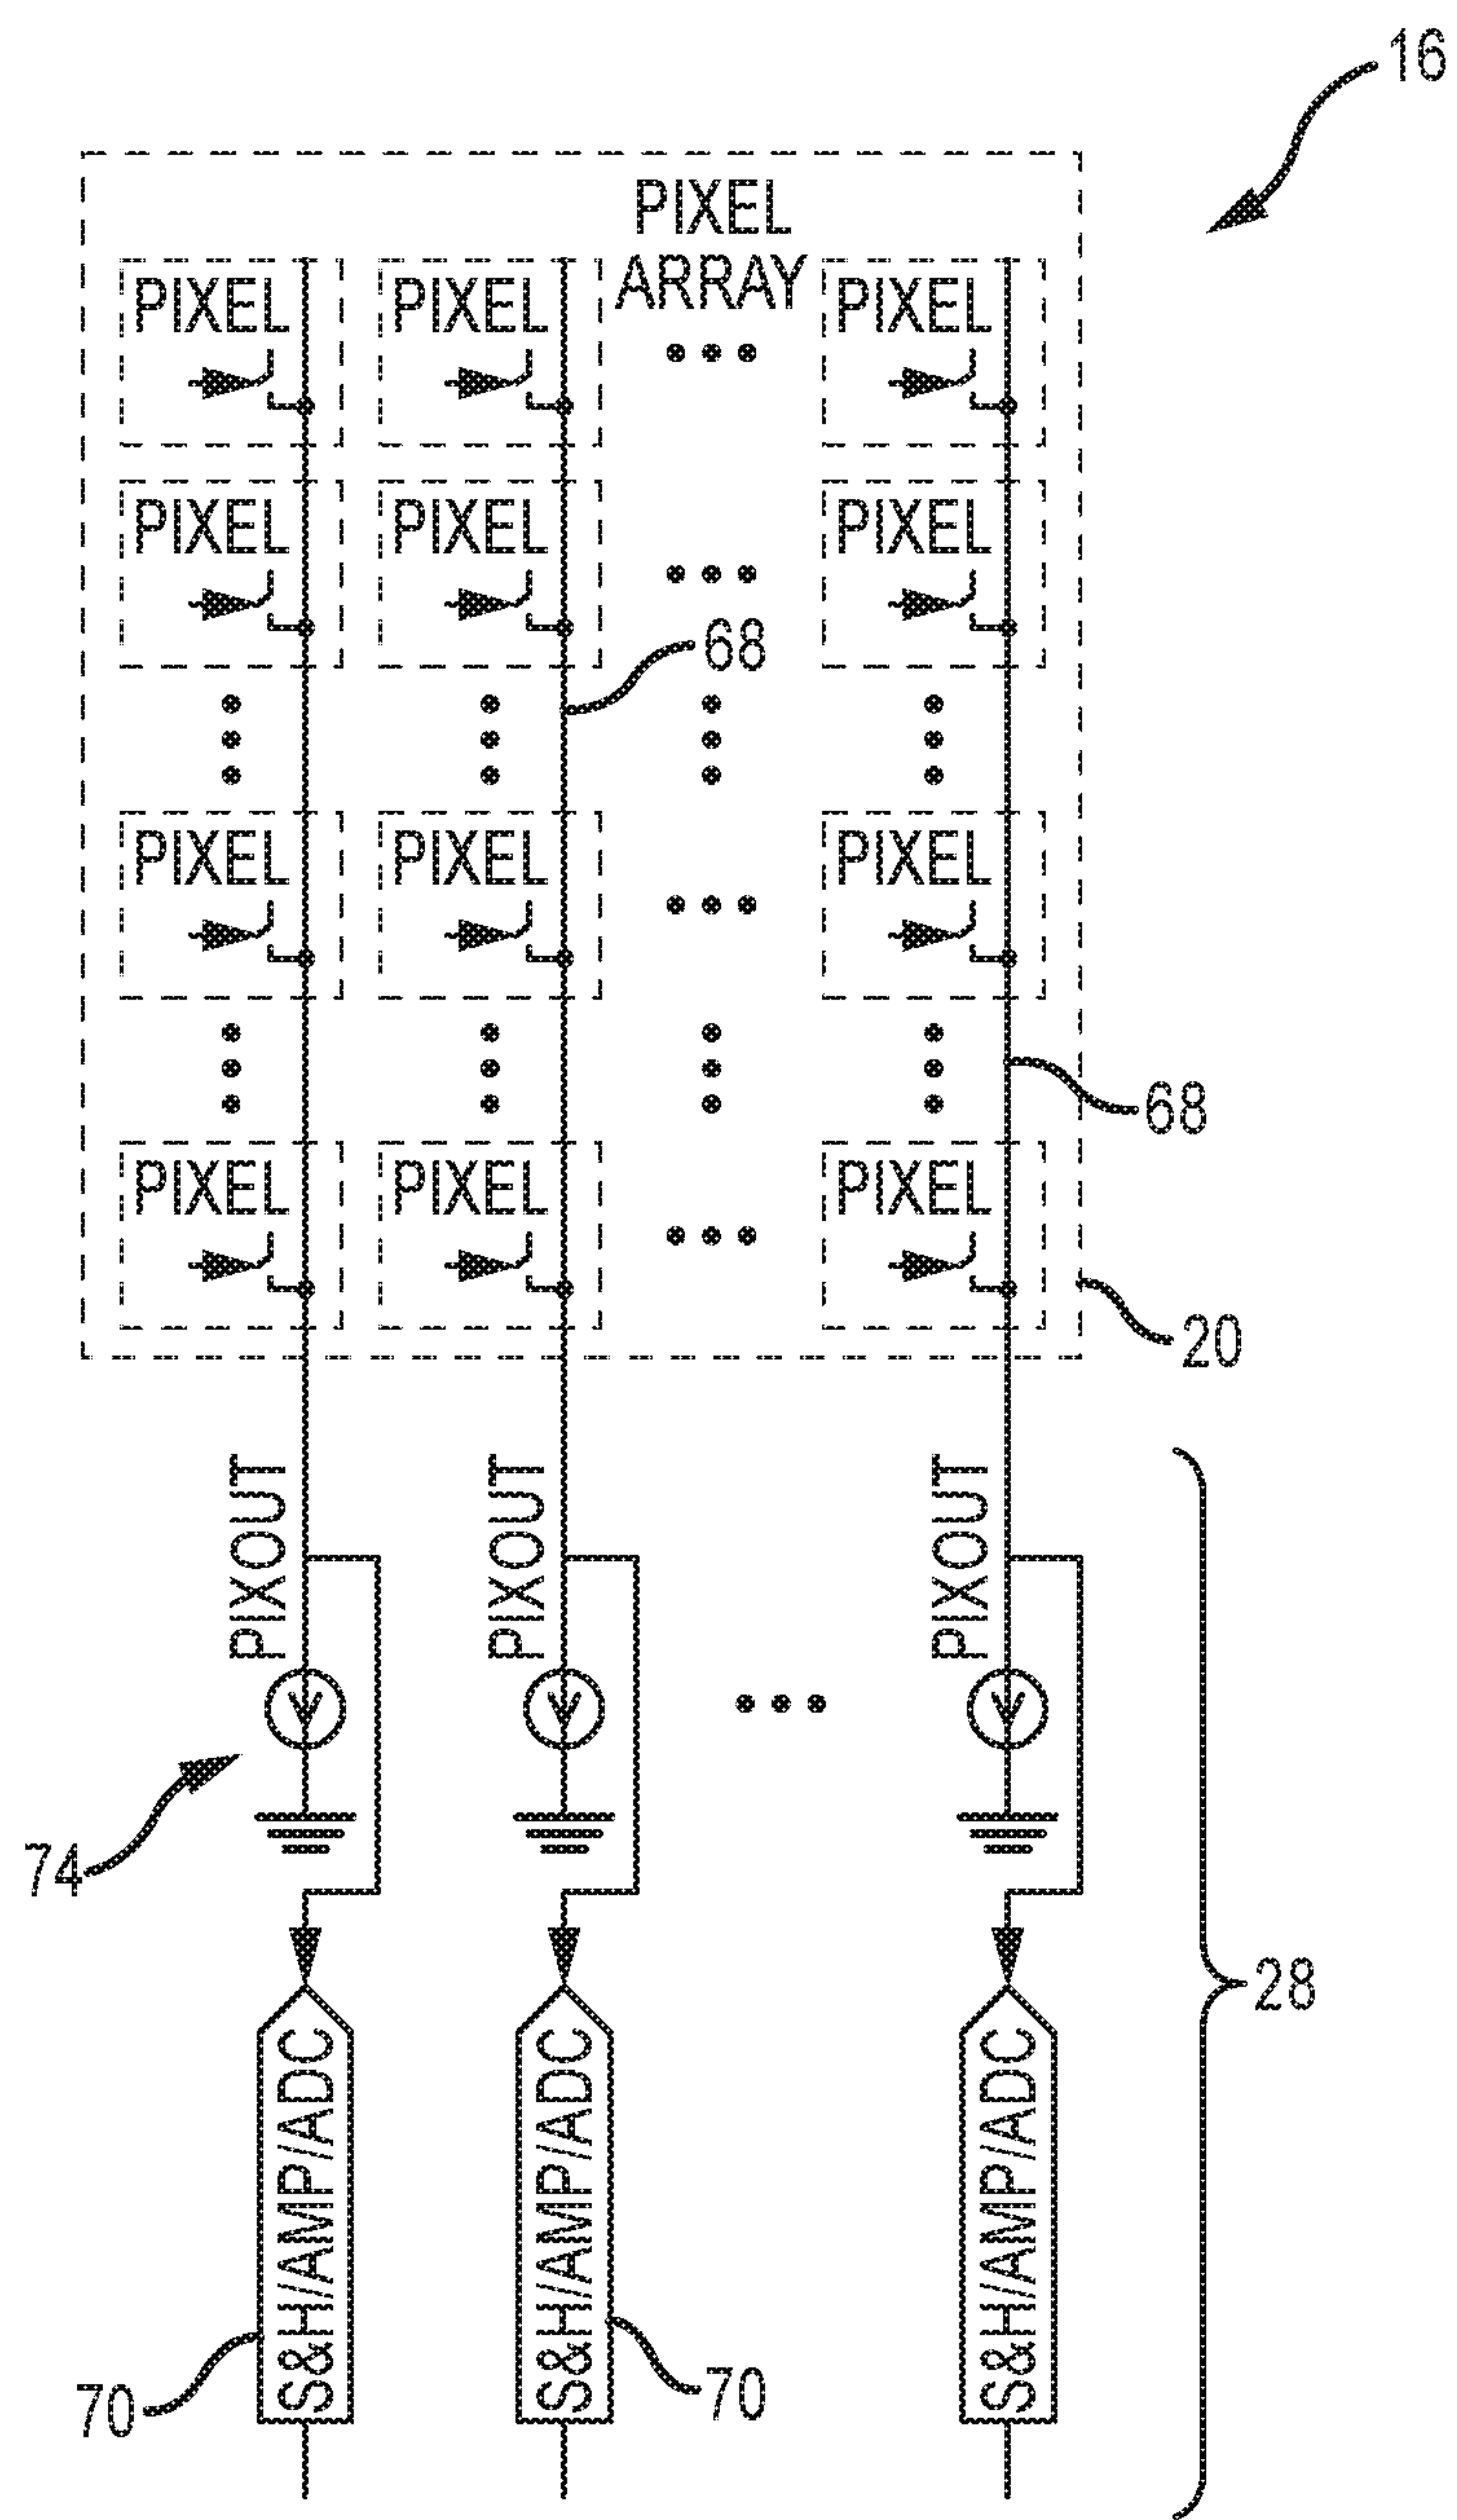 16
PIXEL
ARRAY
PIXEL PIXEL PIXEL
PIXEL PIXEL PIXEL
68
PIXEL PIXEL PIXEL
68
PIXEL PIXEL PIXEL
20
PIXOUT PIXOUT PIXOUT
74
28
S&H/AMP/ADC S&H/AMP/ADC S&H/AMP/ADC
70 70